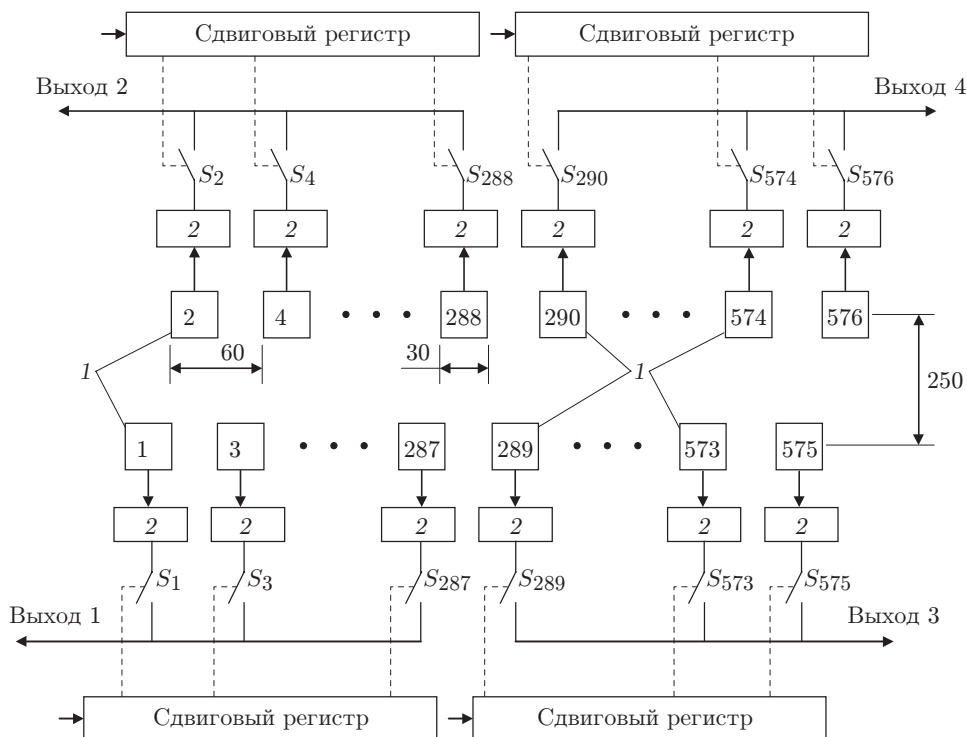 Сдвиговый регистр Сдвиговый регистр
Выход 2 Выход 4
S2 S4 S288 S290 S574 S576
2 2 2 2 2 2
2 4 288 290 574 576
60 30
1 1 250
1 3 287 289 573 575
2 2 2 2 2 2
S1 S3 S287 S289 S573 S575
Выход 1 Выход 3
Сдвиговый регистр Сдвиговый регистр